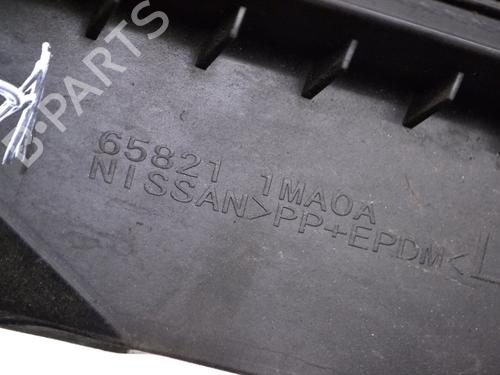 B-PARTS
65821 1MA0A
NISSAN >PP+EPDM<